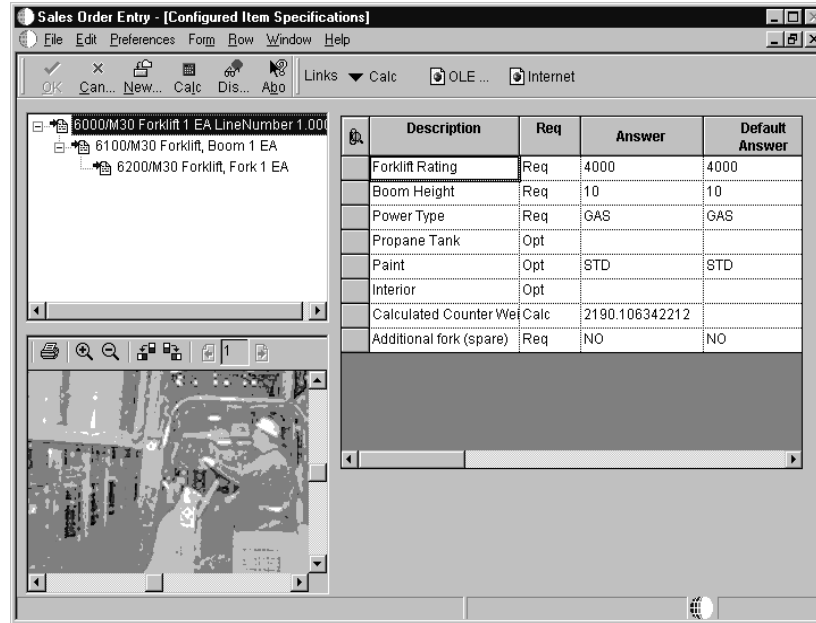 Sales Order Entry - [Configured Item Specifications]
File Edit Preferences Form Row Window Help
OK Can... New... Calc Dis... Abo Links Calc OLE ... Internet
6000/M30 Forklift 1 EA LineNumber 1.000
6100/M30 Forklift, Boom 1 EA
6200/M30 Forklift, Fork 1 EA
1
Description Req Answer Default Answer
Forklift Rating Req 4000 4000
Boom Height Req 10 10
Power Type Req GAS GAS
Propane Tank Opt
Paint Opt STD STD
Interior Opt
Calculated Counter Wei Calc 2190.106342212
Additional fork (spare) Req NO NO